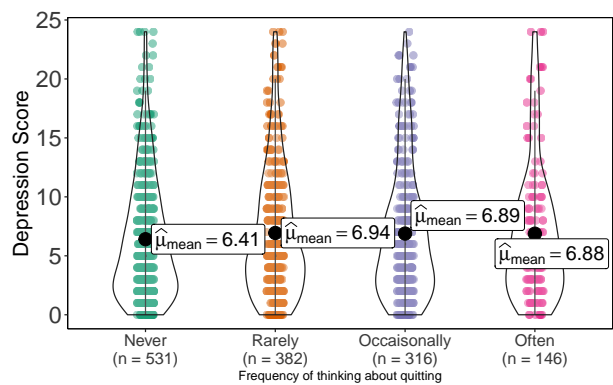 25
20
15
10
5
0
Depression Score
μ̂mean = 6.41
μ̂mean = 6.94
μ̂mean = 6.89
μ̂mean = 6.88
Never
(n = 531)
Rarely
(n = 382)
Occaisonally
(n = 316)
Often
(n = 146)
Frequency of thinking about quitting